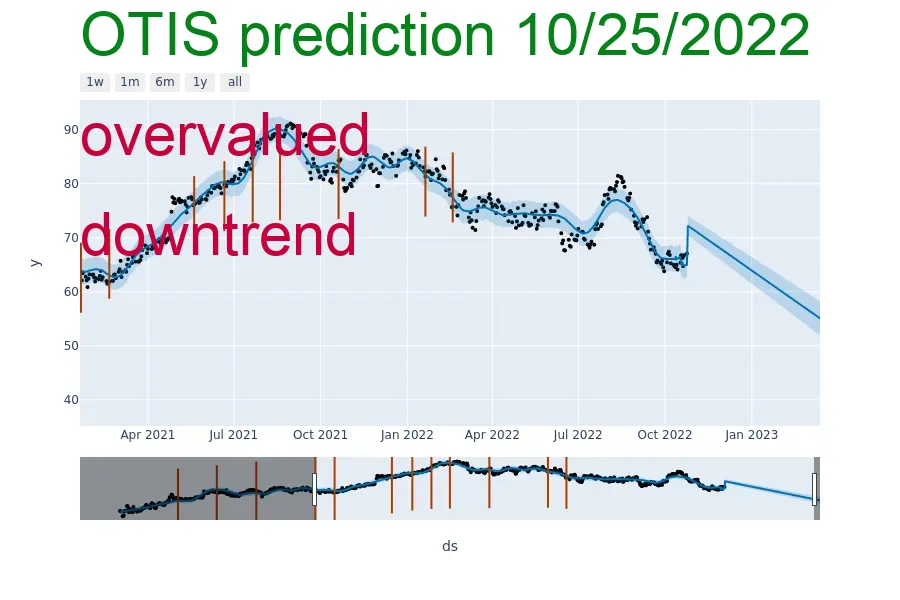 OTIS prediction 10/25/2022
1w 1m 6m 1y all
overvalued
downtrend
90
80
70
60
50
40
y
Apr 2021 Jul 2021 Oct 2021 Jan 2022 Apr 2022 Jul 2022 Oct 2022 Jan 2023
ds